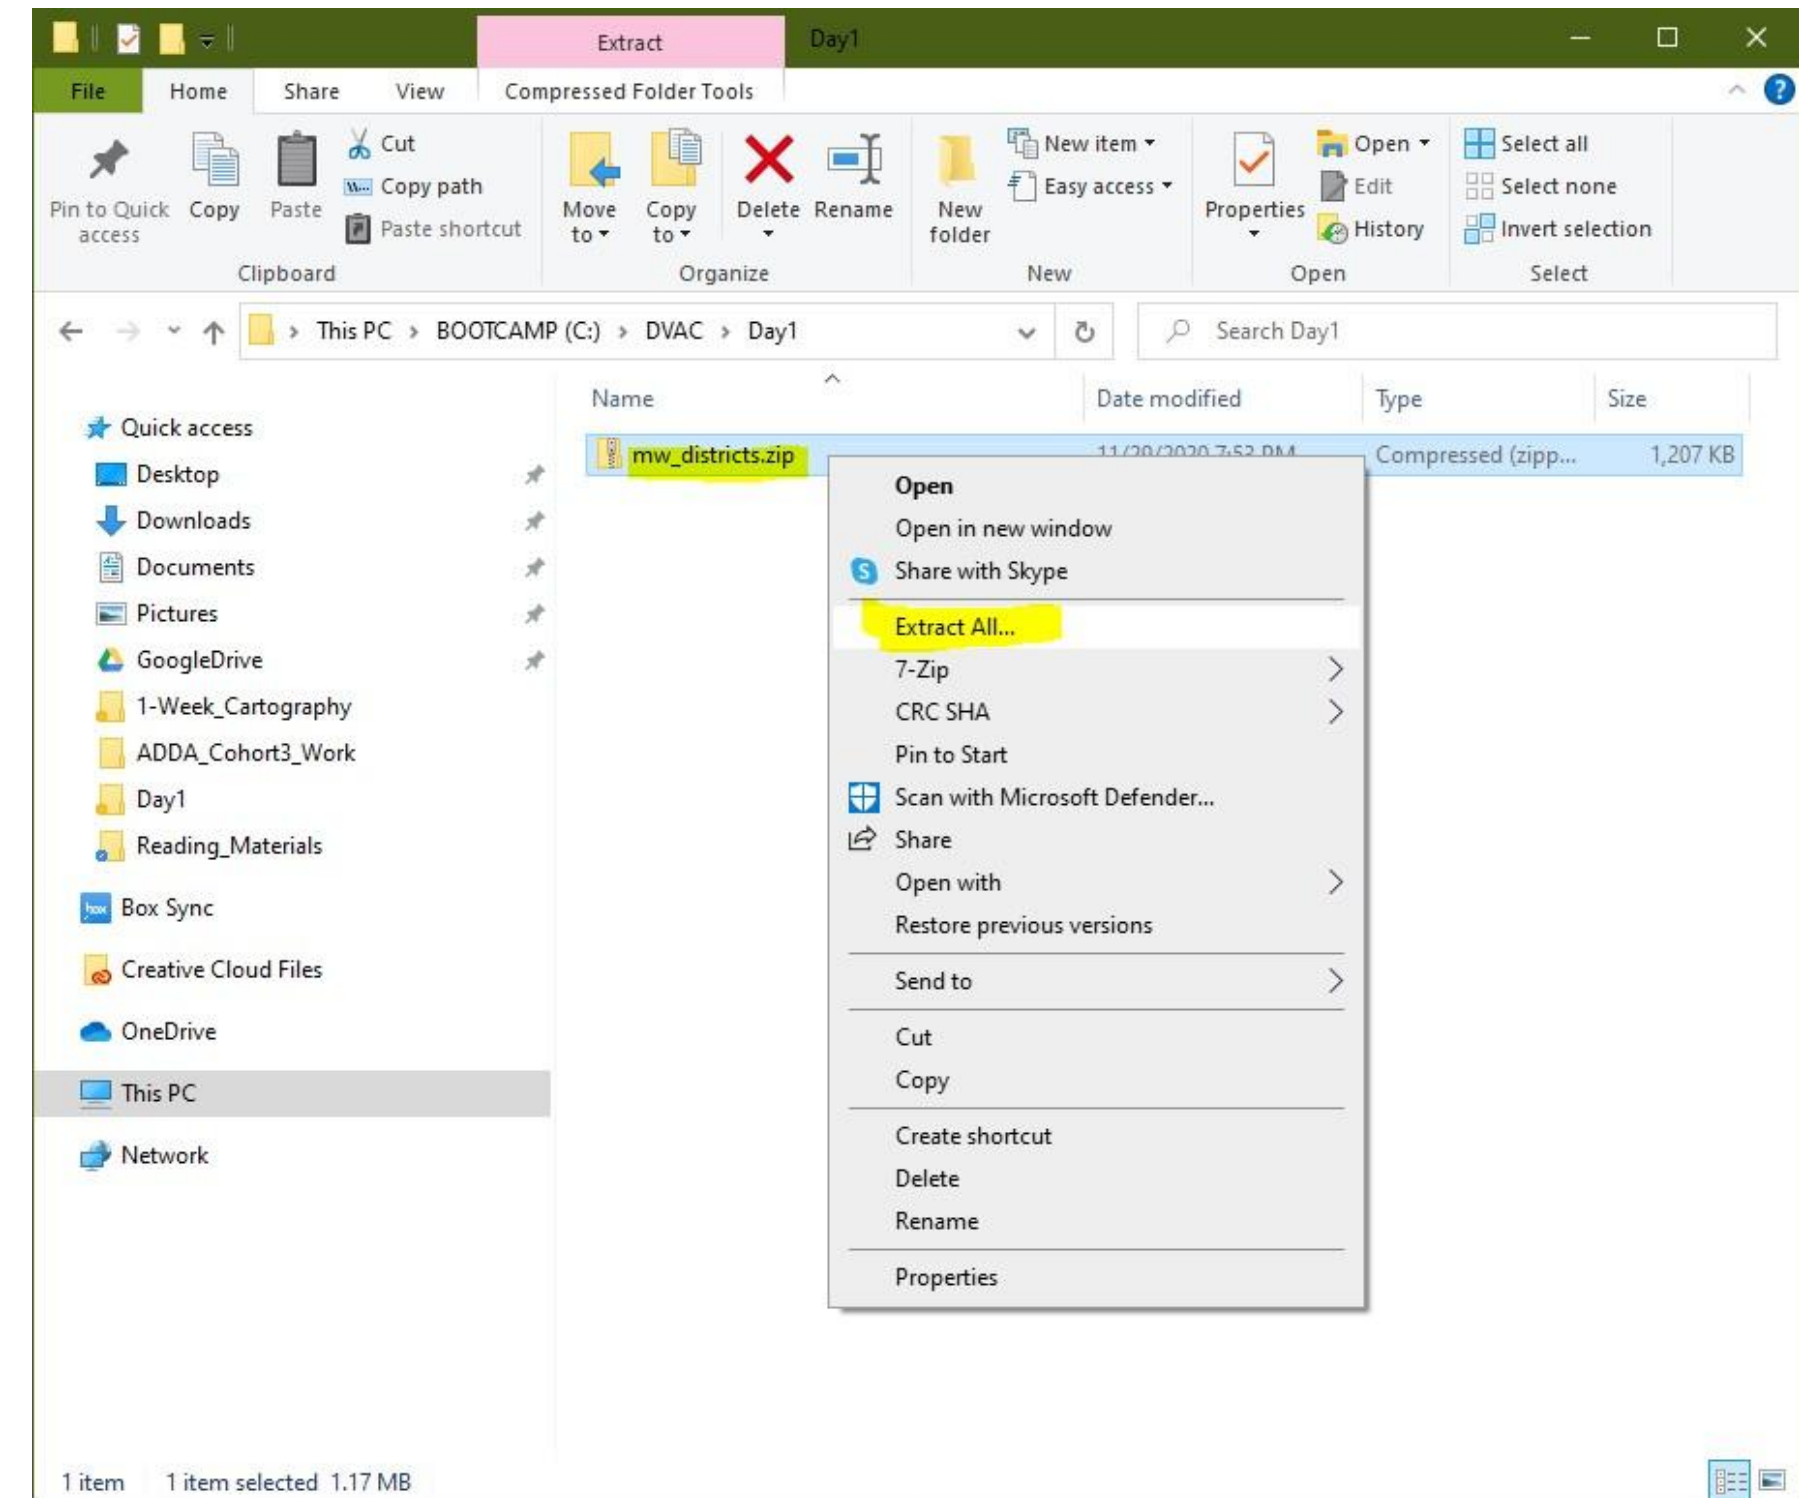 Extract
Day1
File
Home
Share
View
Compressed Folder Tools
Pin to Quick access
Copy
Paste
Cut
Copy path
Paste shortcut
Clipboard
Move to
Copy to
Delete
Rename
Organize
New folder
New item
Easy access
New
Properties
Open
Edit
History
Open
Select all
Select none
Invert selection
Select
This PC > BOOTCAMP (C:) > DVAC > Day1
Search Day1
Name
Date modified
Type
Size
mw_districts.zip
11/29/2020 7:53 PM
Compressed (zipp...
1,207 KB
Quick access
Desktop
Downloads
Documents
Pictures
GoogleDrive
1-Week_Cartography
ADDA_Cohort3_Work
Day1
Reading_Materials
Box Sync
Creative Cloud Files
OneDrive
This PC
Network
Open
Open in new window
Share with Skype
Extract All...
7-Zip
CRC SHA
Pin to Start
Scan with Microsoft Defender...
Share
Open with
Restore previous versions
Send to
Cut
Copy
Create shortcut
Delete
Rename
Properties
1 item
1 item selected 1.17 MB